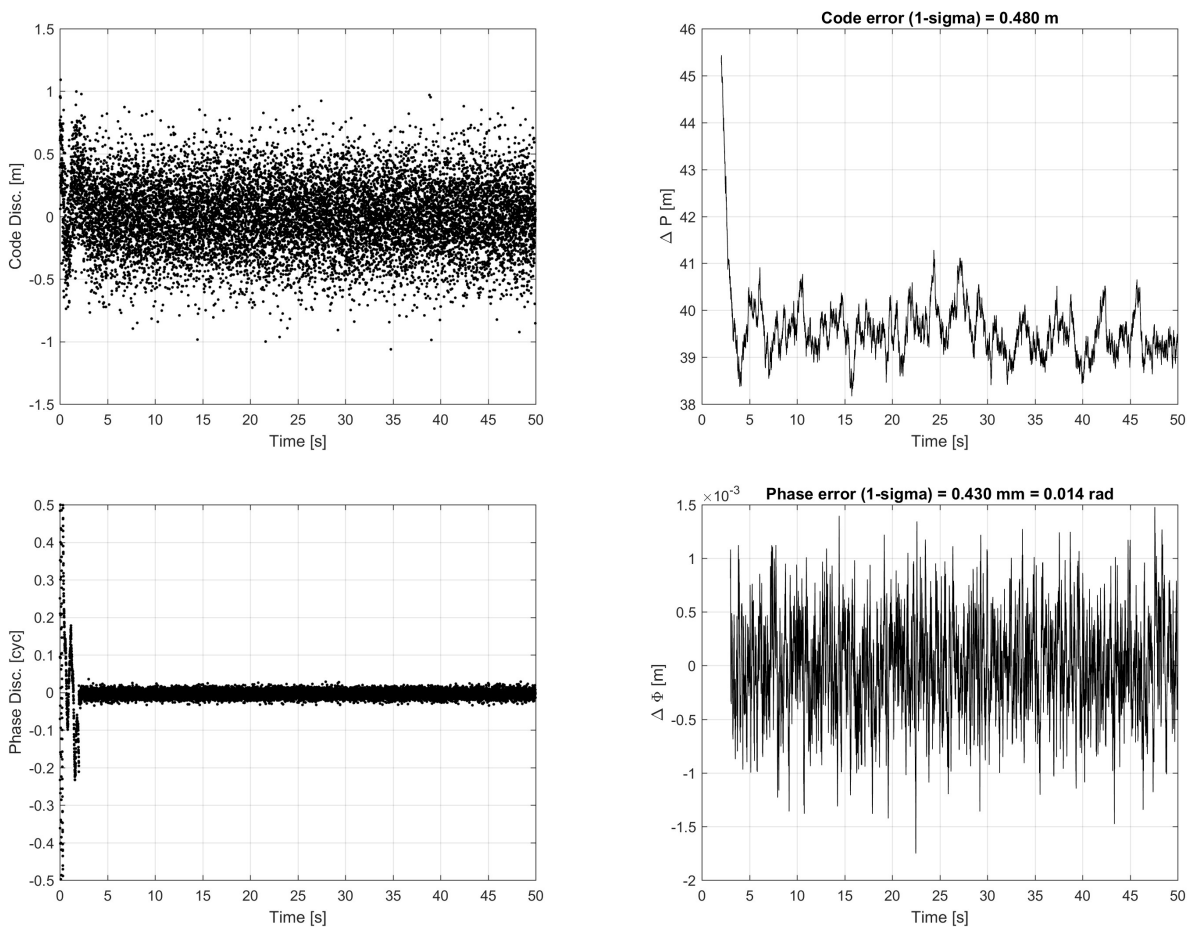 1.5
1
0.5
0
-0.5
-1
-1.5
0 5 10 15 20 25 30 35 40 45 50
Time [s]
Code Disc. [m]
Code error (1-sigma) = 0.480 m
46
45
44
43
42
41
40
39
38
0 5 10 15 20 25 30 35 40 45 50
Time [s]
Δ P [m]
0.5
0.4
0.3
0.2
0.1
0
-0.1
-0.2
-0.3
-0.4
-0.5
0 5 10 15 20 25 30 35 40 45 50
Time [s]
Phase Disc. [cyc]
×10⁻³ Phase error (1-sigma) = 0.430 mm = 0.014 rad
1.5
1
0.5
0
-0.5
-1
-1.5
-2
0 5 10 15 20 25 30 35 40 45 50
Time [s]
Δ Φ [m]